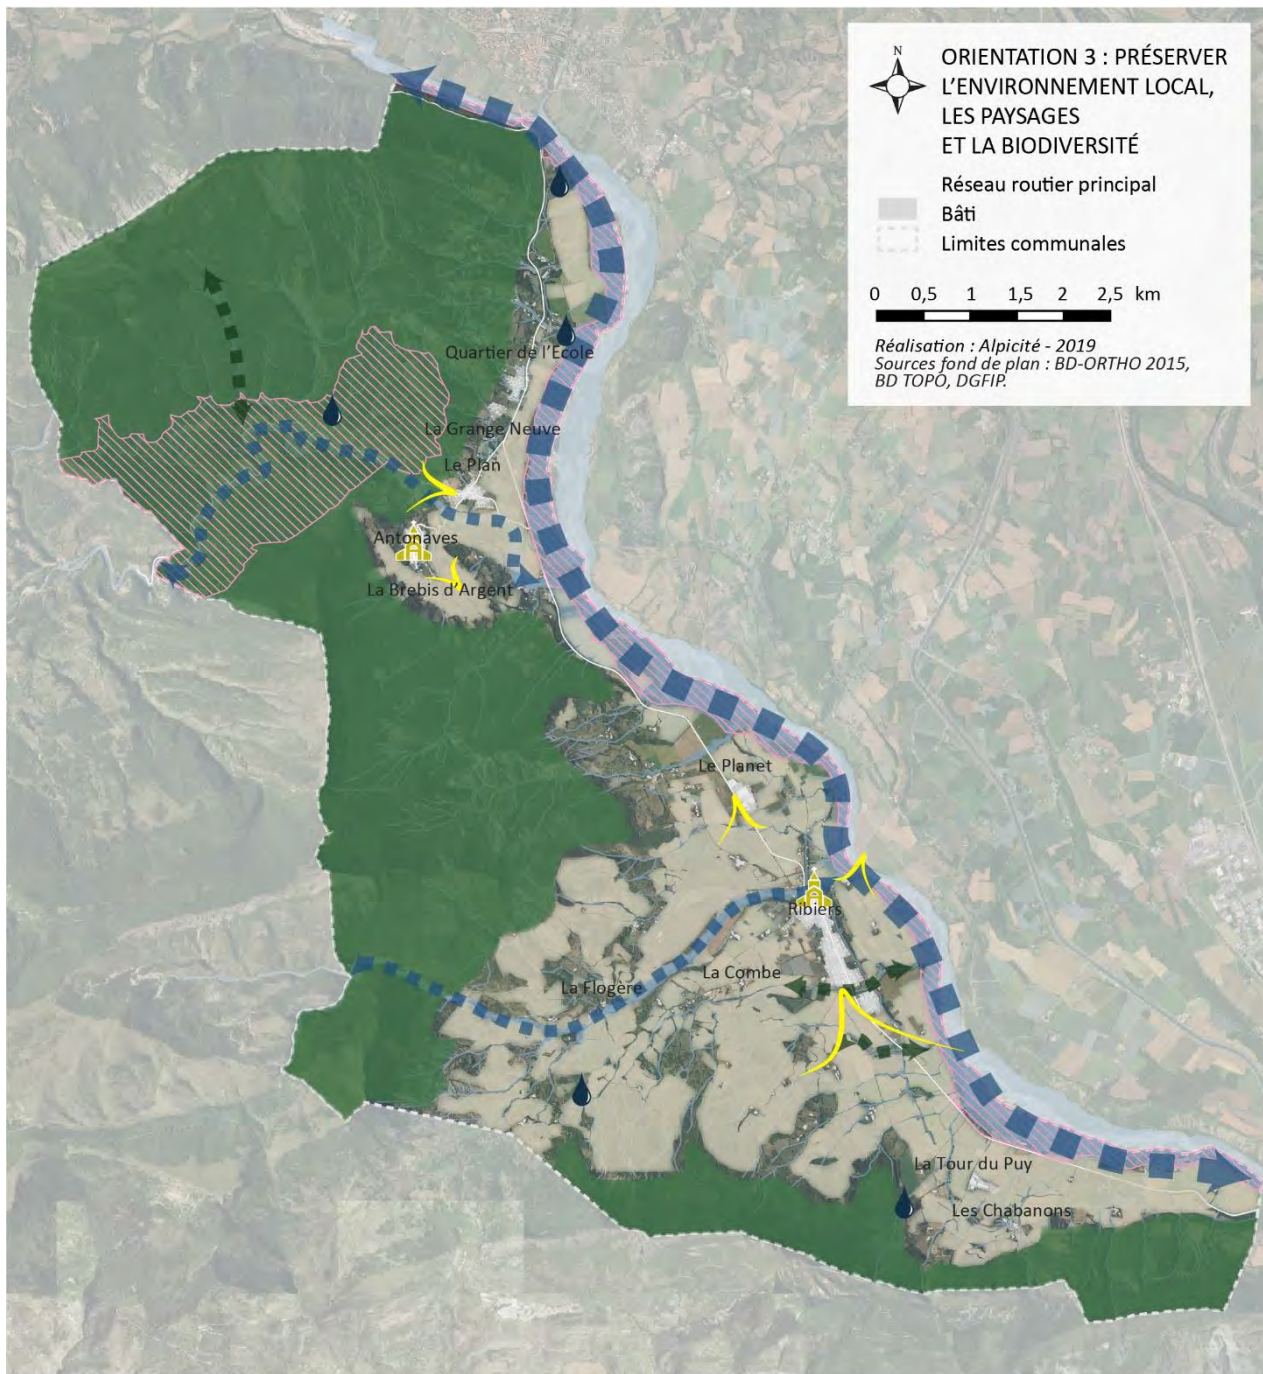 N
ORIENTATION 3 : PRÉSERVER
L'ENVIRONNEMENT LOCAL,
LES PAYSAGES
ET LA BIODIVERSITÉ
Réseau routier principal
Bâti
Limites communales
0 0,5 1 1,5 2 2,5 km
Réalisation : Alpicité - 2019
Sources fond de plan : BD-ORTHO 2015,
BD TOPO, DGFIP.
Quartier de l'Ecole
La Grange Neuve
Le Plan
Antonaves
La Brebis d'Argent
Le Planet
Ribiers
La Combe
La Flogère
La Tour du Puy
Les Chabanons